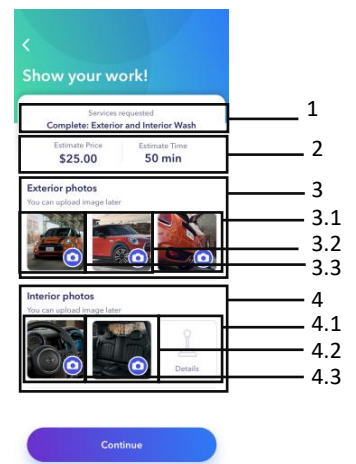 Show your work!
Services requested
Complete: Exterior and Interior Wash
1
Estimate Price
Estimate Time
$25.00
50 min
2
Exterior photos
3
You can upload image later
3.1
3.2
3.3
Interior photos
4
You can upload image later
4.1
4.2
Details
4.3
Continue